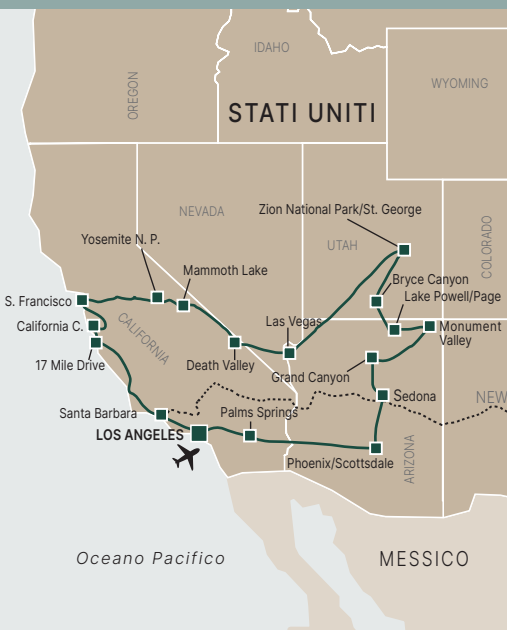 IDAHO
WYOMING
OREGON
STATI UNITI
Zion National Park/St. George
NEVADA
COLORADO
Yosemite N. P.
UTAH
Mammoth Lake
Bryce Canyon
S. Francisco
Lake Powell/Page
California C.
CALIFORNIA
Las Vegas
Monument
Valley
17 Mile Drive
Death Valley
Grand Canyon
Sedona
NEW
Santa Barbara
Palms Springs
LOS ANGELES
ARIZONA
Phoenix/Scottsdale
Oceano Pacifico
MESSICO